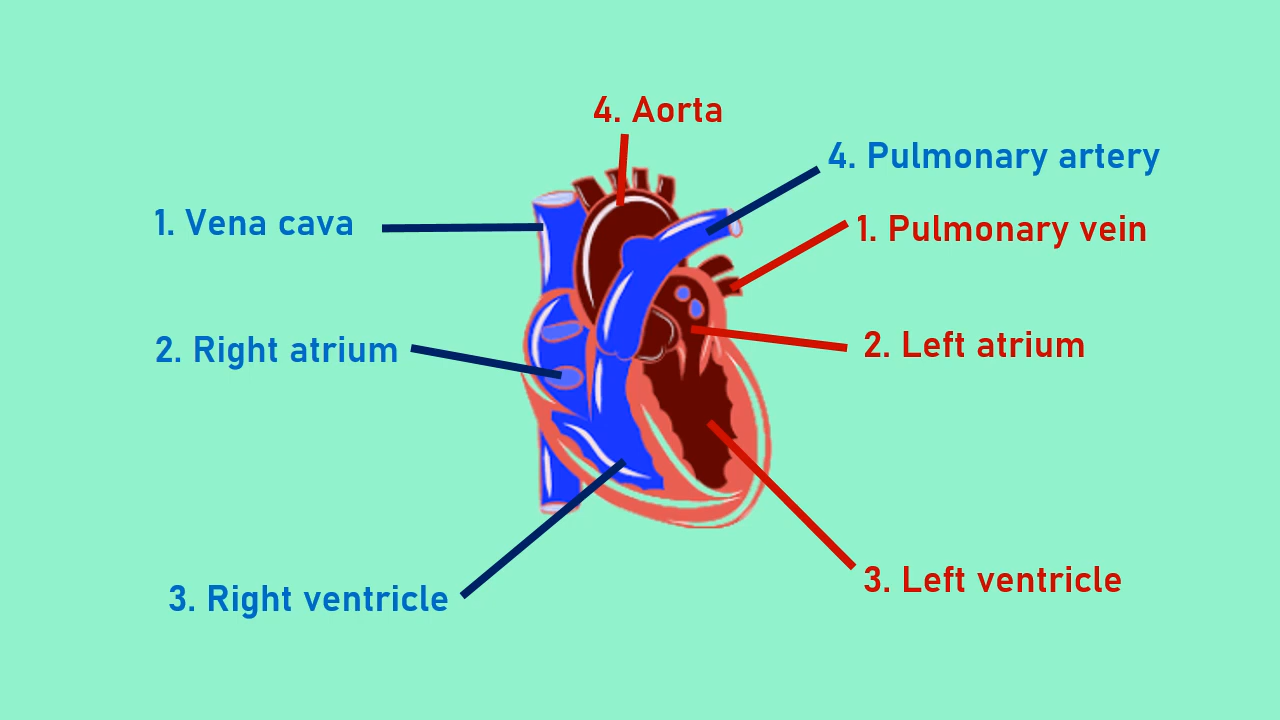 4. Aorta
4. Pulmonary artery
1. Vena cava
1. Pulmonary vein
2. Right atrium
2. Left atrium
3. Right ventricle
3. Left ventricle